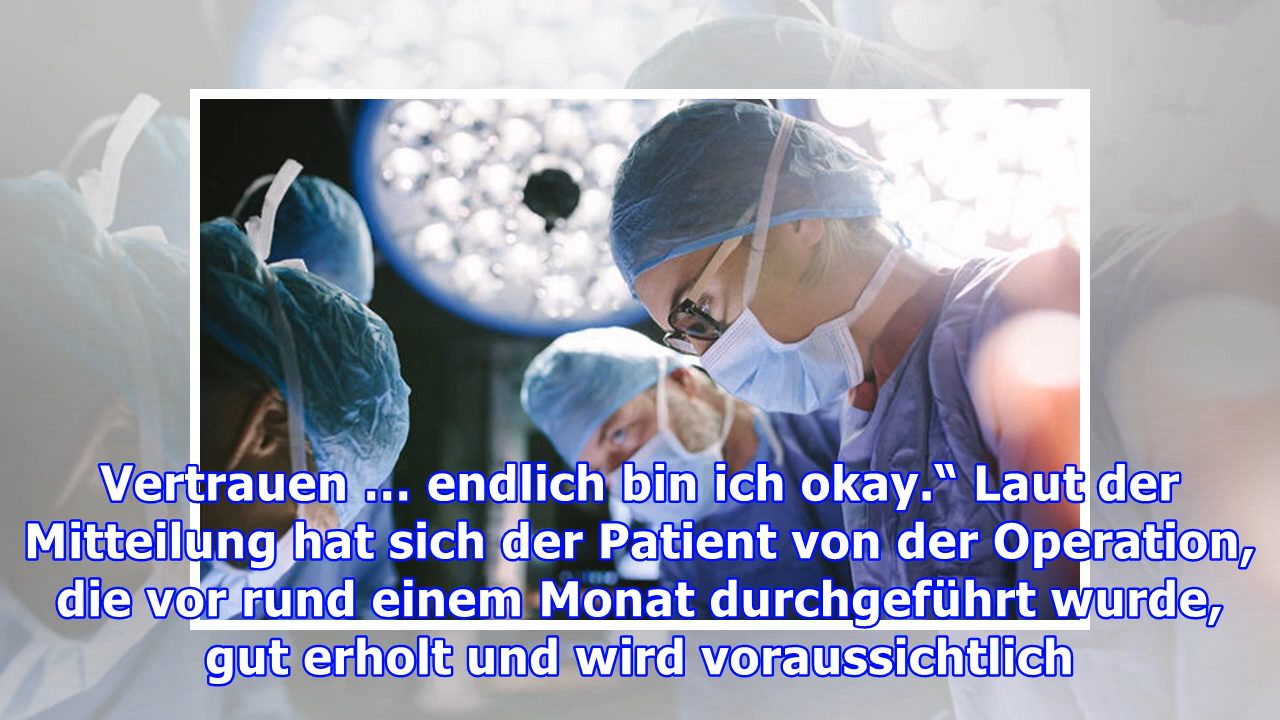 Vertrauen ... endlich bin ich okay.“ Laut der
Mitteilung hat sich der Patient von der Operation,
die vor rund einem Monat durchgeführt wurde,
gut erholt und wird voraussichtlich